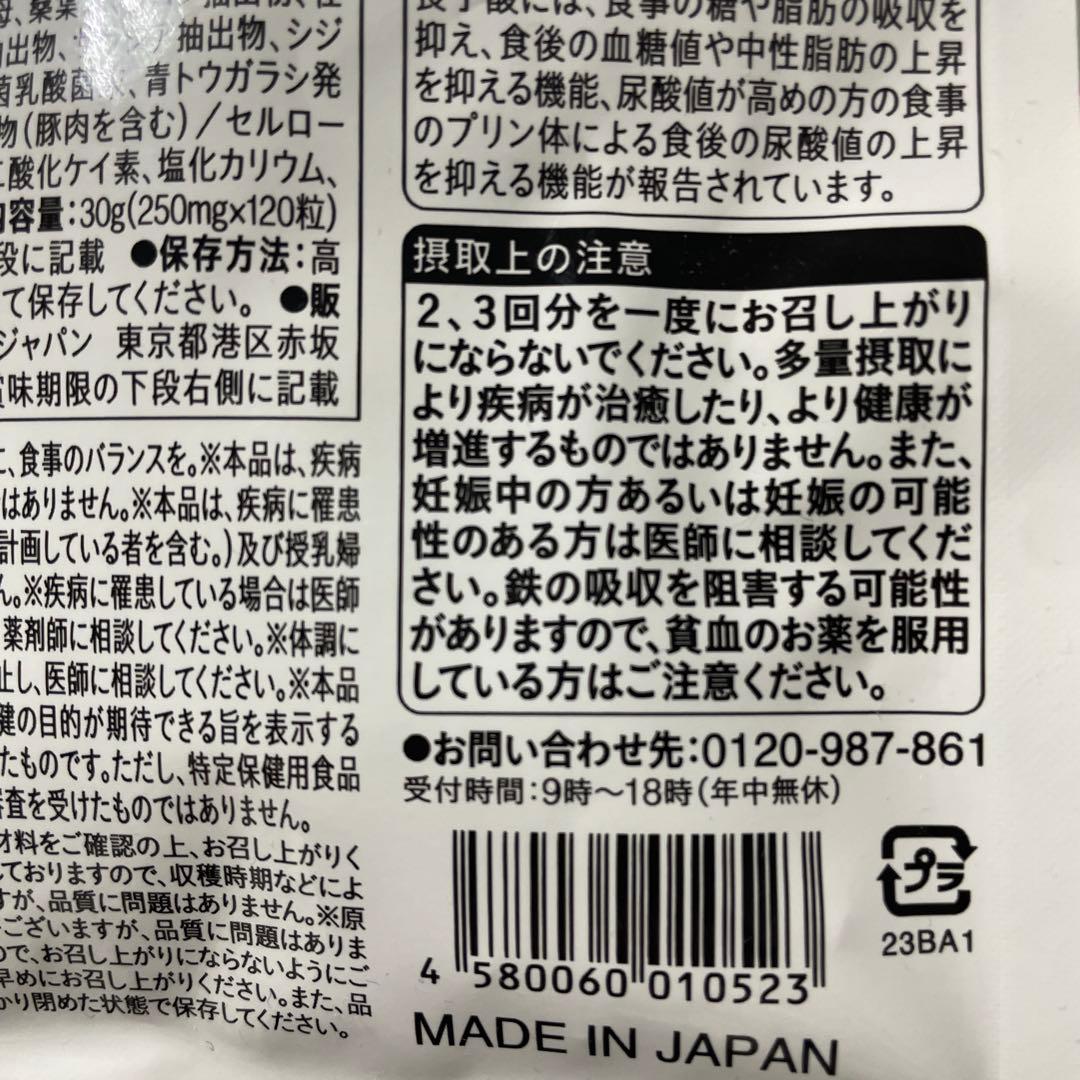 抽出物、
抽出物、シジ
菌乳酸菌
青トウガラシ発
物(豚肉を含む)/セルロー
二酸化ケイ素、塩化カリウム、
内容量:30g(250mg×120粒)
段に記載 ●保存方法:高
て保存してください。 ●販
ジャパン 東京都港区赤坂
賞味期限の下段右側に記載
に、食事のバランスを。※本品は、疾病
はありません。※本品は、疾病に罹患
計画している者を含む。)及び授乳婦
ん。※疾病に罹患している場合は医師
薬剤師に相談してください。※体調に
止し、医師に相談してください。※本品
健の目的が期待できる旨を表示する
たものです。ただし、特定保健用食品
審査を受けたものではありません。
材料をご確認の上、お召し上がりく
しておりますので、収穫時期などによ
すが、品質に問題はありません。※原
ございますが、品質に問題はありま
ので、お召し上がりにならないようにご
早めにお召し上がりください。また、品
かり閉めた状態で保存してください。
没食子酸には、食事の糖や脂肪の吸収を
抑え、食後の血糖値や中性脂肪の上昇
を抑える機能、尿酸値が高めの方の食事
のプリン体による食後の尿酸値の上昇
を抑える機能が報告されています。
摂取上の注意
2、3回分を一度にお召し上がり
にならないでください。多量摂取に
より疾病が治癒したり、より健康が
増進するものではありません。また、
妊娠中の方あるいは妊娠の可能
性のある方は医師に相談してくだ
さい。鉄の吸収を阻害する可能性
がありますので、貧血のお薬を服用
している方はご注意ください。
●お問い合わせ先:0120-987-861
受付時間:9時〜18時(年中無休)
プラ
23BA1
4 580060 010523
MADE IN JAPAN